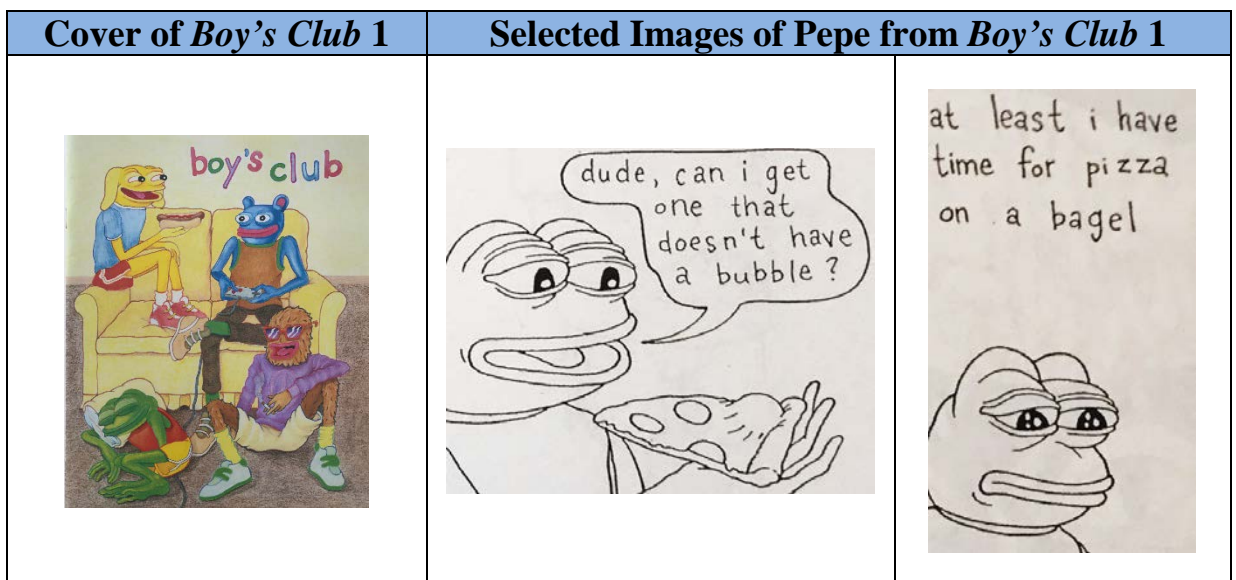 Cover of Boy's Club 1
Selected Images of Pepe from Boy's Club 1
boy's club
dude, can i get
one that
doesn't have
a bubble?
at least i have
time for pizza
on a bagel